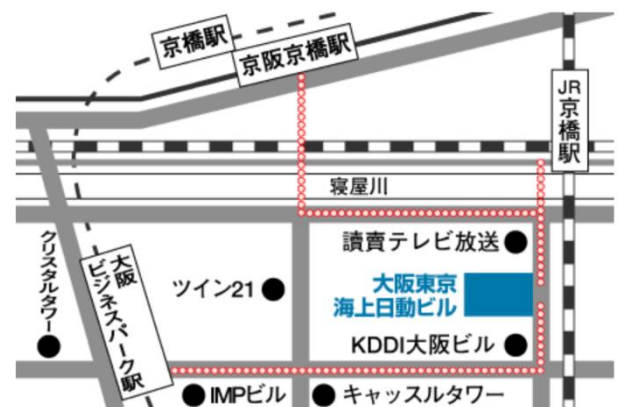 京橋駅
京阪京橋駅
JR
京橋駅
寝屋川
讀賣テレビ放送
大阪東京
海上日動ビル
ツイン21
クリスタルタワー
大阪
ビジネスパーク駅
KDDI大阪ビル
IMPビル
キャッスルタワー